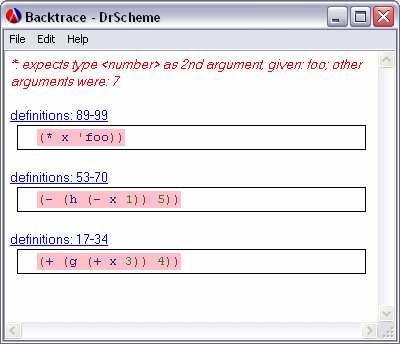 Backtrace - DrScheme
File Edit Help
*: expects type <number> as 2nd argument, given: foo; other
arguments were: 7
definitions: 89-99
(* x 'foo))
definitions: 53-70
(- (h (- x 1)) 5))
definitions: 17-34
(+ (g (+ x 3)) 4))